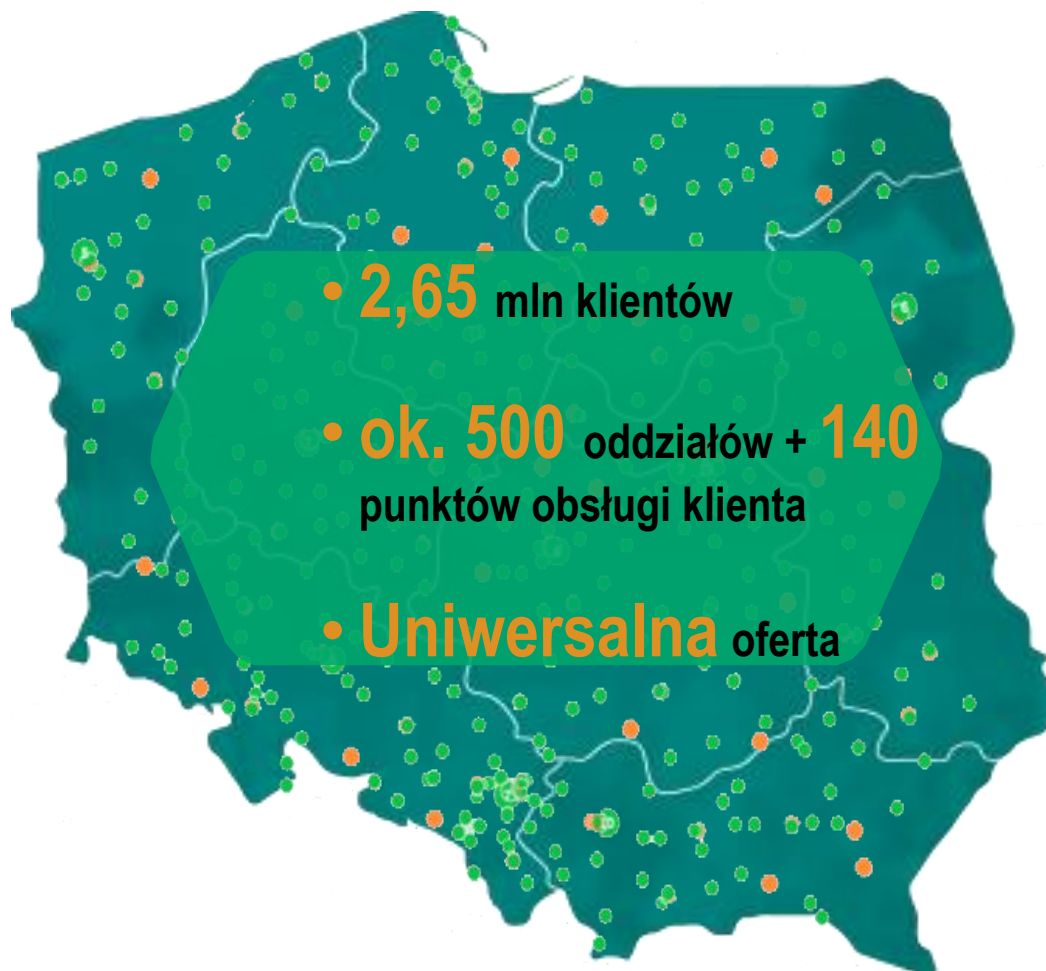 • 2,65 mln klientów
• ok. 500 oddziałów + 140
punktów obsługi klienta
• Uniwersalna oferta